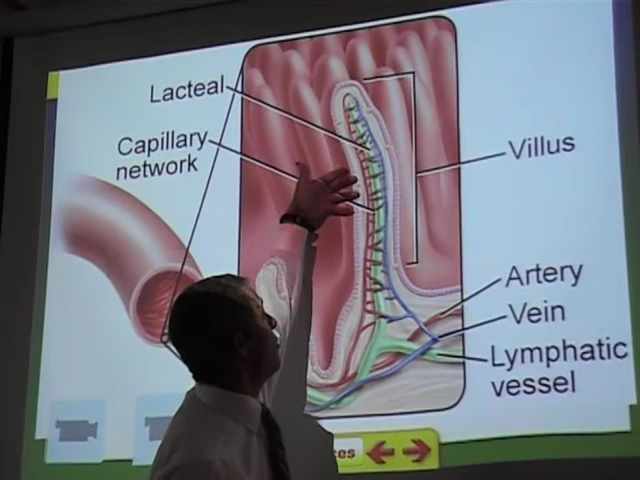 Lacteal
Capillary
network
Villus
Artery
Vein
Lymphatic
vessel